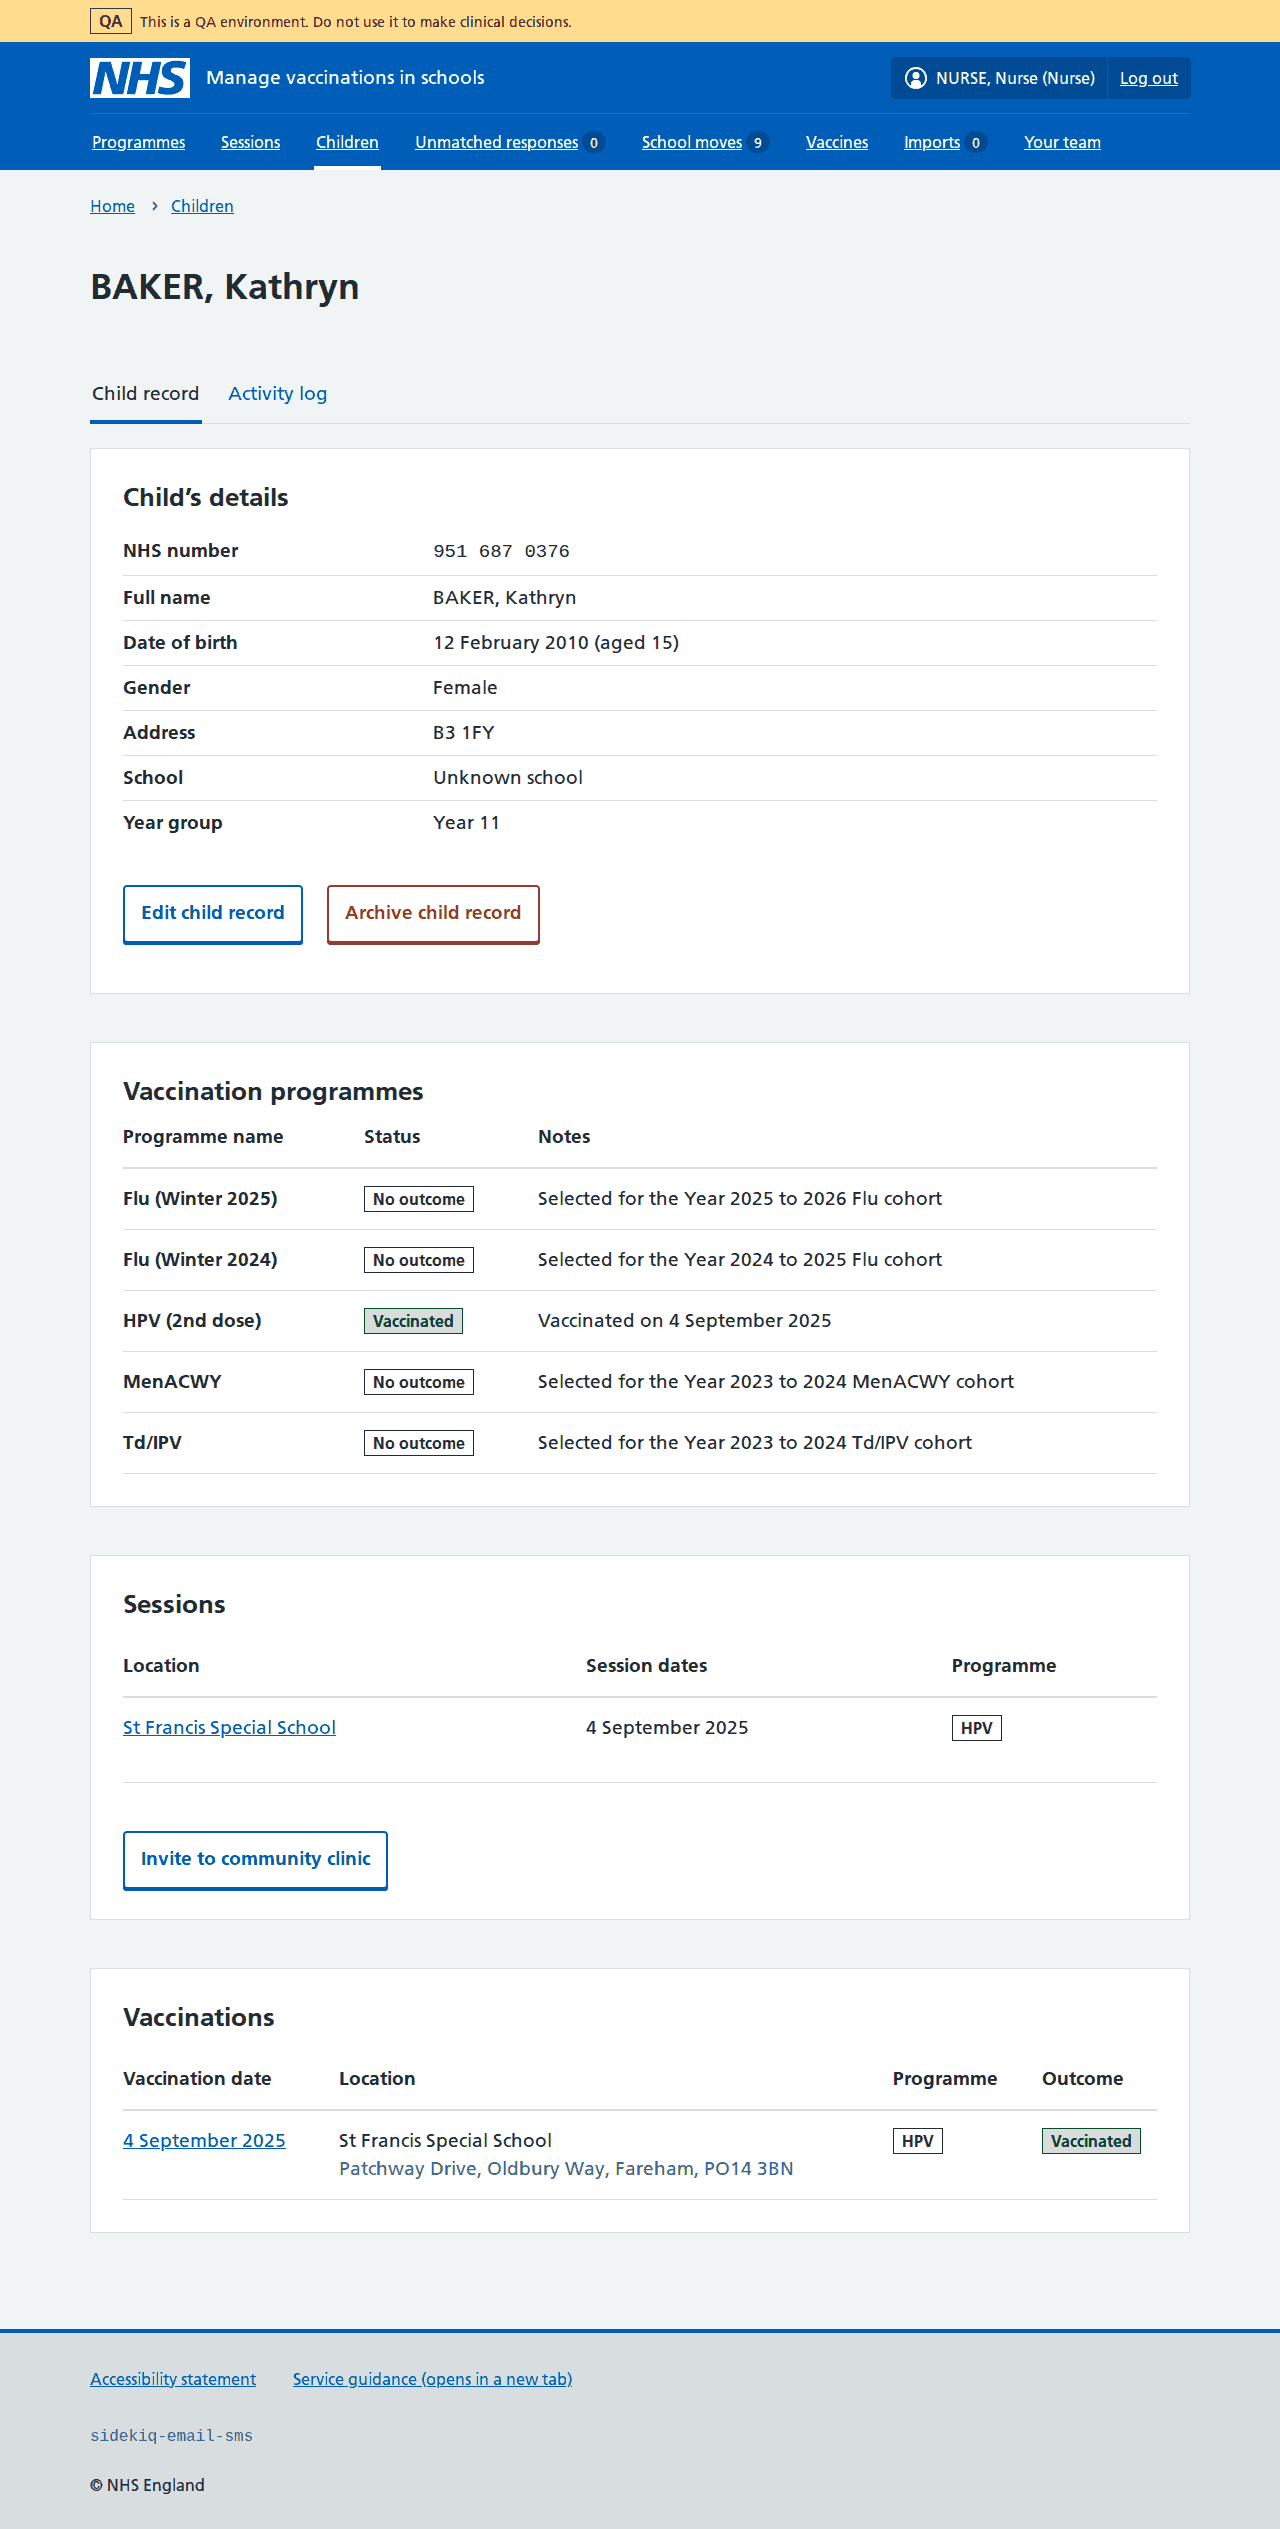 QA This is a QA environment. Do not use it to make clinical decisions.
NHS Manage vaccinations in schools NURSE, Nurse (Nurse) Log out
Programmes Sessions Children Unmatched responses 0 School moves 9 Vaccines Imports 0 Your team
Home Children
BAKER, Kathryn
Child record Activity log
Child’s details
NHS number 951 687 0376
Full name BAKER, Kathryn
Date of birth 12 February 2010 (aged 15)
Gender Female
Address B3 1FY
School Unknown school
Year group Year 11
Edit child record Archive child record
Vaccination programmes
Programme name Status Notes
Flu (Winter 2025) No outcome Selected for the Year 2025 to 2026 Flu cohort
Flu (Winter 2024) No outcome Selected for the Year 2024 to 2025 Flu cohort
HPV (2nd dose) Vaccinated Vaccinated on 4 September 2025
MenACWY No outcome Selected for the Year 2023 to 2024 MenACWY cohort
Td/IPV No outcome Selected for the Year 2023 to 2024 Td/IPV cohort
Sessions
Location Session dates Programme
St Francis Special School 4 September 2025 HPV
Invite to community clinic
Vaccinations
Vaccination date Location Programme Outcome
4 September 2025 St Francis Special School HPV Vaccinated
Patchway Drive, Oldbury Way, Fareham, PO14 3BN
Accessibility statement Service guidance (opens in a new tab)
sidekiq-email-sms
© NHS England